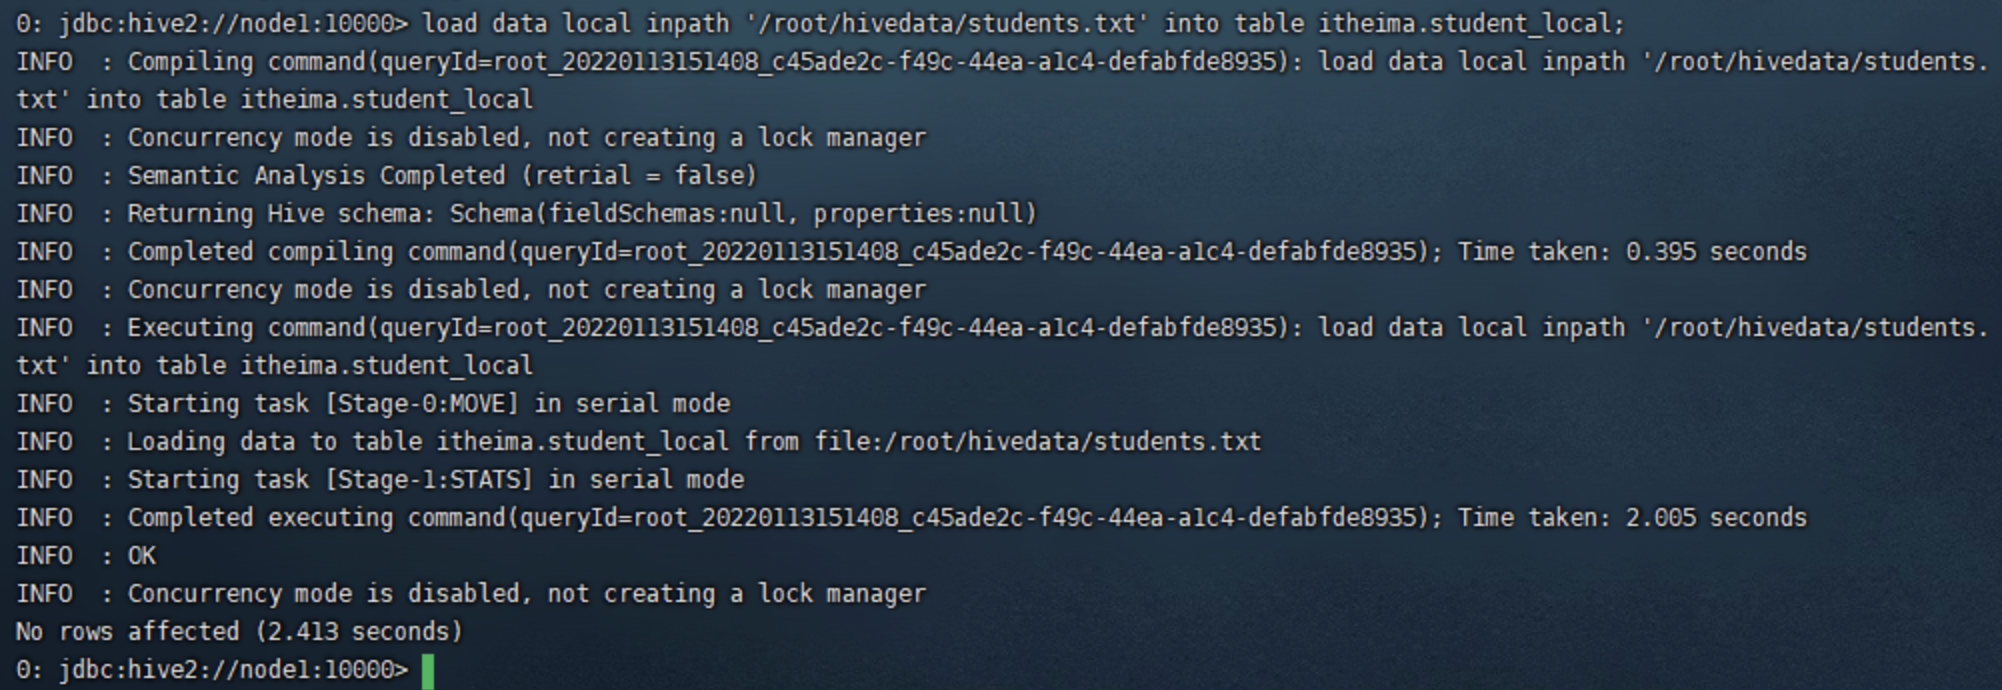 0: jdbc:hive2://node1:10000> load data local inpath '/root/hivedata/students.txt' into table itheima.student_local;
INFO  : Compiling command(queryId=root_20220113151408_c45ade2c-f49c-44ea-a1c4-defabfde8935): load data local inpath '/root/hivedata/students.
txt' into table itheima.student_local
INFO  : Concurrency mode is disabled, not creating a lock manager
INFO  : Semantic Analysis Completed (retrial = false)
INFO  : Returning Hive schema: Schema(fieldSchemas:null, properties:null)
INFO  : Completed compiling command(queryId=root_20220113151408_c45ade2c-f49c-44ea-a1c4-defabfde8935); Time taken: 0.395 seconds
INFO  : Concurrency mode is disabled, not creating a lock manager
INFO  : Executing command(queryId=root_20220113151408_c45ade2c-f49c-44ea-a1c4-defabfde8935): load data local inpath '/root/hivedata/students.
txt' into table itheima.student_local
INFO  : Starting task [Stage-0:MOVE] in serial mode
INFO  : Loading data to table itheima.student_local from file:/root/hivedata/students.txt
INFO  : Starting task [Stage-1:STATS] in serial mode
INFO  : Completed executing command(queryId=root_20220113151408_c45ade2c-f49c-44ea-a1c4-defabfde8935); Time taken: 2.005 seconds
INFO  : OK
INFO  : Concurrency mode is disabled, not creating a lock manager
No rows affected (2.413 seconds)
0: jdbc:hive2://node1:10000>